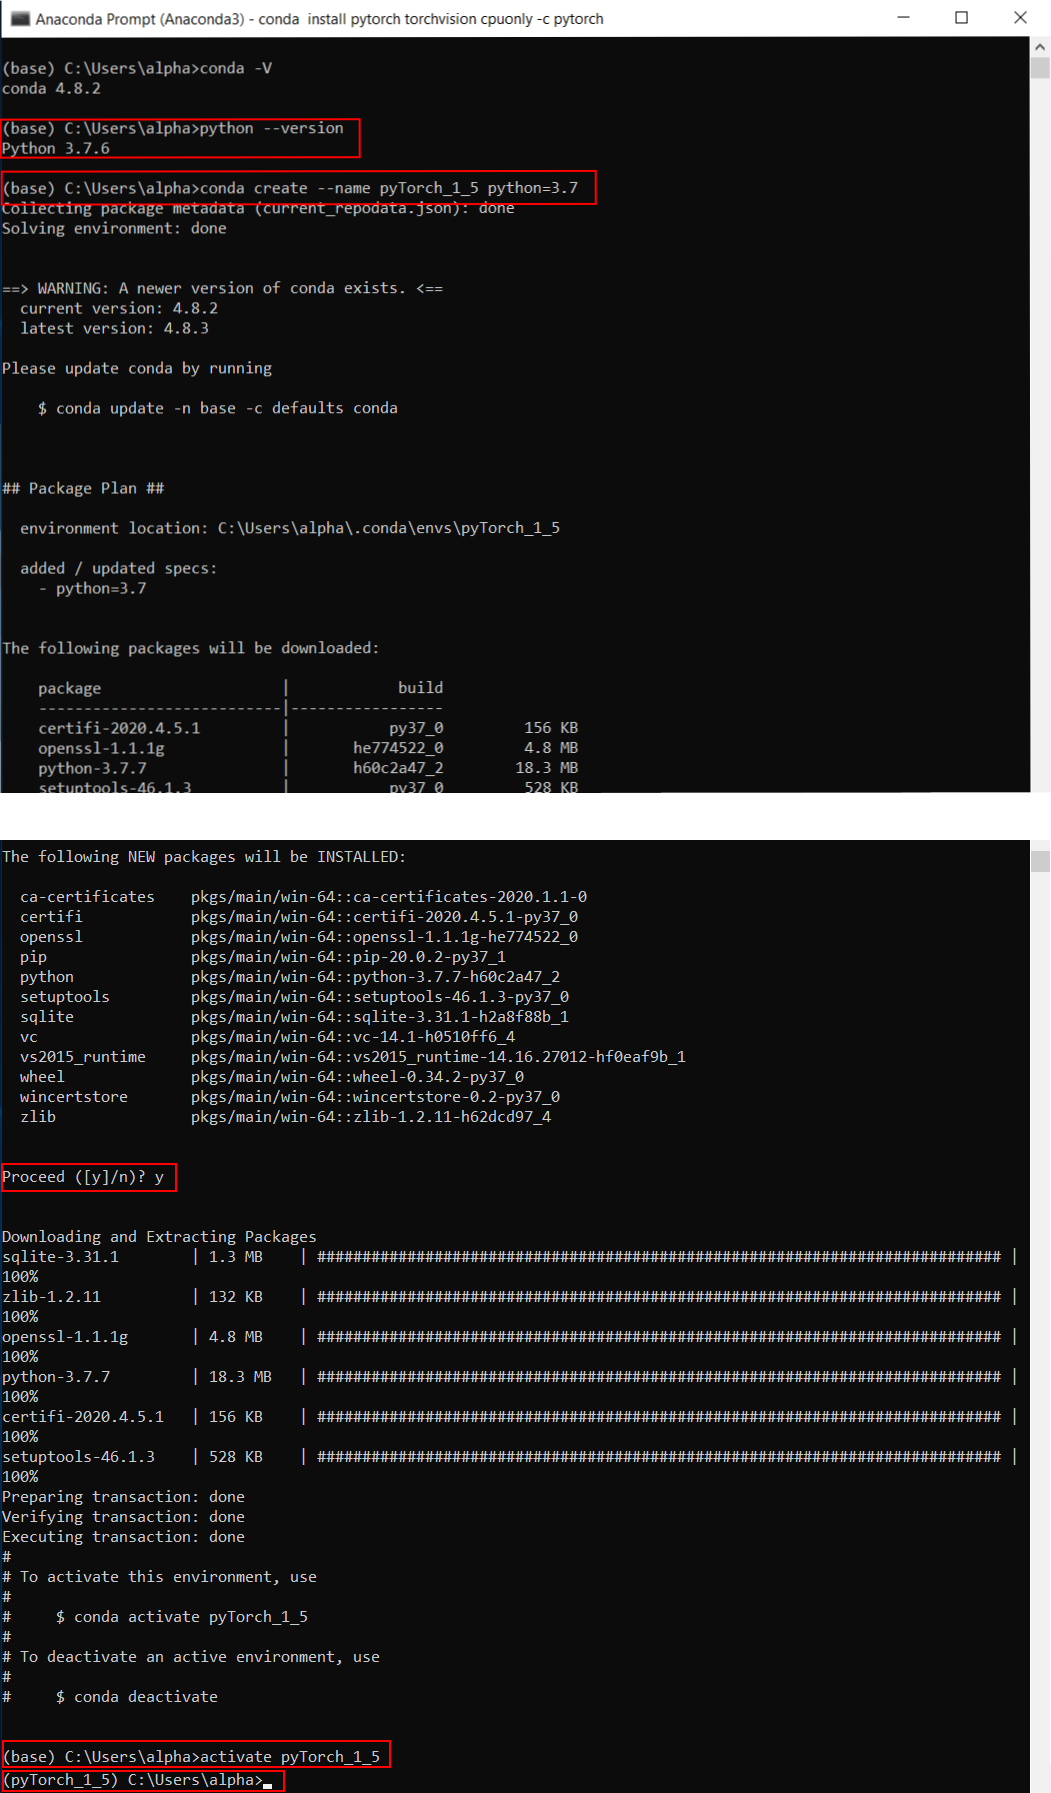 Anaconda Prompt (Anaconda3) - conda  install pytorch torchvision cpuonly -c pytorch
(base) C:\Users\alpha>conda -V
conda 4.8.2
(base) C:\Users\alpha>python --version
Python 3.7.6
(base) C:\Users\alpha>conda create --name pyTorch_1_5 python=3.7
Collecting package metadata (current_repodata.json): done
Solving environment: done
==> WARNING: A newer version of conda exists. <==
  current version: 4.8.2
  latest version: 4.8.3
Please update conda by running
    $ conda update -n base -c defaults conda
## Package Plan ##
  environment location: C:\Users\alpha\.conda\envs\pyTorch_1_5
  added / updated specs:
    - python=3.7
The following packages will be downloaded:
    package                    |            build
    ---------------------------|-----------------
    certifi-2020.4.5.1         |           py37_0         156 KB
    openssl-1.1.1g             |       he774522_0         4.8 MB
    python-3.7.7               |       h60c2a47_2        18.3 MB
    setuptools-46.1.3          |           py37_0         528 KB
The following NEW packages will be INSTALLED:
  ca-certificates    pkgs/main/win-64::ca-certificates-2020.1.1-0
  certifi            pkgs/main/win-64::certifi-2020.4.5.1-py37_0
  openssl            pkgs/main/win-64::openssl-1.1.1g-he774522_0
  pip                pkgs/main/win-64::pip-20.0.2-py37_1
  python             pkgs/main/win-64::python-3.7.7-h60c2a47_2
  setuptools         pkgs/main/win-64::setuptools-46.1.3-py37_0
  sqlite             pkgs/main/win-64::sqlite-3.31.1-h2a8f88b_1
  vc                 pkgs/main/win-64::vc-14.1-h0510ff6_4
  vs2015_runtime     pkgs/main/win-64::vs2015_runtime-14.16.27012-hf0eaf9b_1
  wheel              pkgs/main/win-64::wheel-0.34.2-py37_0
  wincertstore       pkgs/main/win-64::wincertstore-0.2-py37_0
  zlib               pkgs/main/win-64::zlib-1.2.11-h62dcd97_4
Proceed ([y]/n)? y
Downloading and Extracting Packages
sqlite-3.31.1        | 1.3 MB    | ############################################################################ |
100%
zlib-1.2.11          | 132 KB    | ############################################################################ |
100%
openssl-1.1.1g       | 4.8 MB    | ############################################################################ |
100%
python-3.7.7         | 18.3 MB   | ############################################################################ |
100%
certifi-2020.4.5.1   | 156 KB    | ############################################################################ |
100%
setuptools-46.1.3    | 528 KB    | ############################################################################ |
100%
Preparing transaction: done
Verifying transaction: done
Executing transaction: done
#
# To activate this environment, use
#
#     $ conda activate pyTorch_1_5
#
# To deactivate an active environment, use
#
#     $ conda deactivate
(base) C:\Users\alpha>activate pyTorch_1_5
(pyTorch_1_5) C:\Users\alpha>